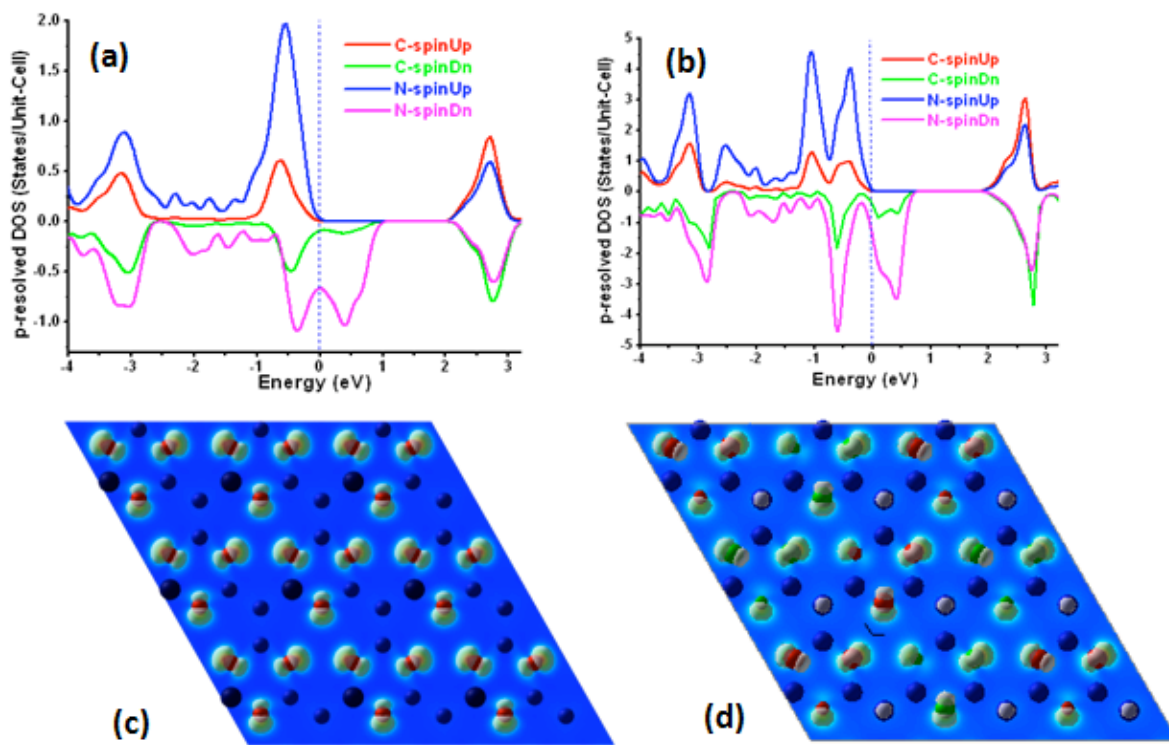 (a)
C-spinUp
C-spinDn
N-spinUp
N-spinDn
p-resolved DOS (States/Unit-Cell)
2.0
1.5
1.0
0.5
0.0
-0.5
-1.0
-4 -3 -2 -1 0 1 2 3
Energy (eV)
(b)
C-spinUp
C-spinDn
N-spinUp
N-spinDn
p-resolved DOS (States/Unit-Cell)
5
4
3
2
1
0
-1
-2
-3
-4
-5
-4 -3 -2 -1 0 1 2 3
Energy (eV)
(c)
(d)